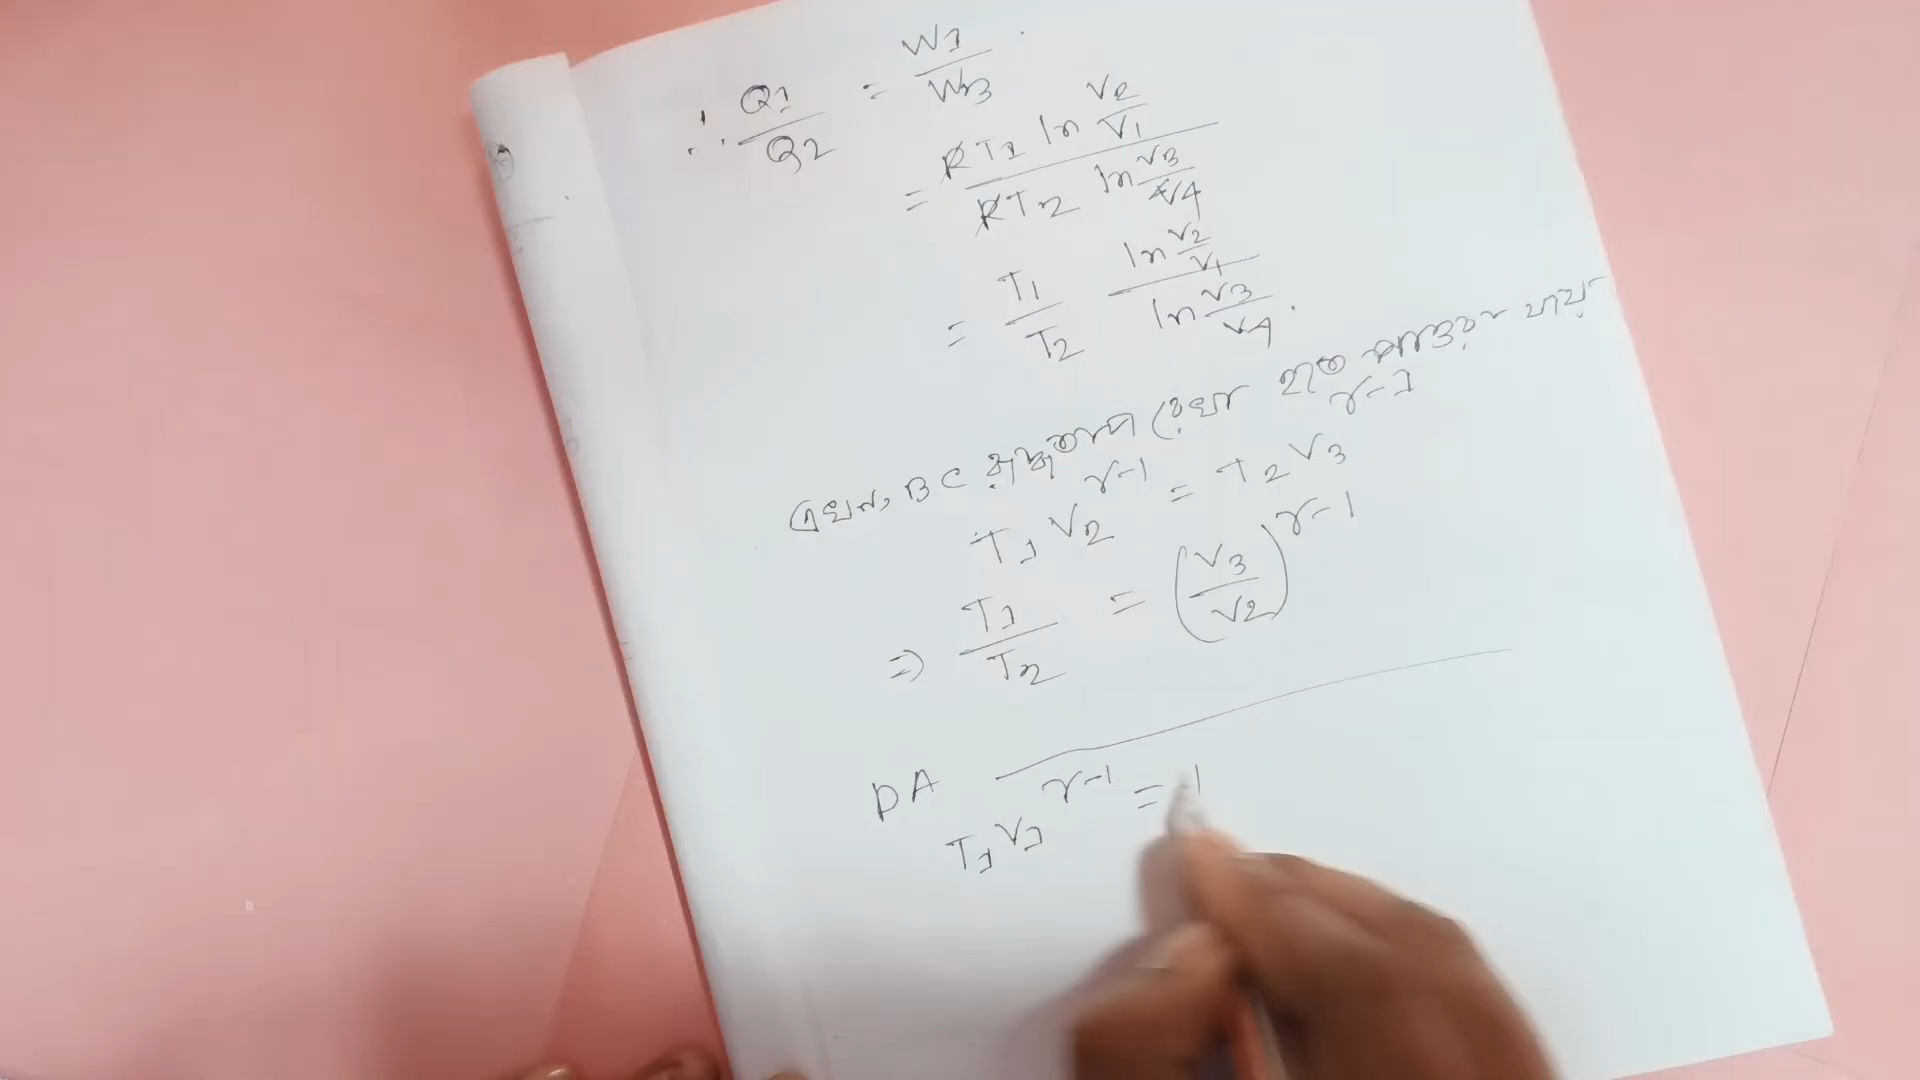 ∴ Q1/Q2 = W1/W3
= RT1 ln V2/V1 / RT2 ln V3/V4
= T1/T2 ln V2/V1 / ln V3/V4.
এখন, BC রুদ্ধতাপ রেখা হতে পাই
T1 V2^γ-1 = T2 V3^γ-1
⇒ T1/T2 = (V3/V2)^γ-1
DA
T1 V1^γ-1 =